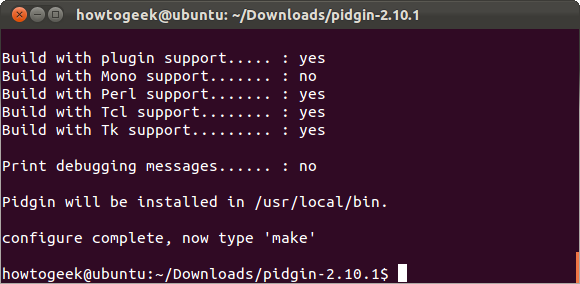 howtogeek@ubuntu: ~/Downloads/pidgin-2.10.1
Build with plugin support..... : yes
Build with Mono support....... : no
Build with Perl support....... : yes
Build with Tcl support........ : yes
Build with Tk support......... : yes
Print debugging messages...... : no
Pidgin will be installed in /usr/local/bin.
configure complete, now type 'make'
howtogeek@ubuntu:~/Downloads/pidgin-2.10.1$